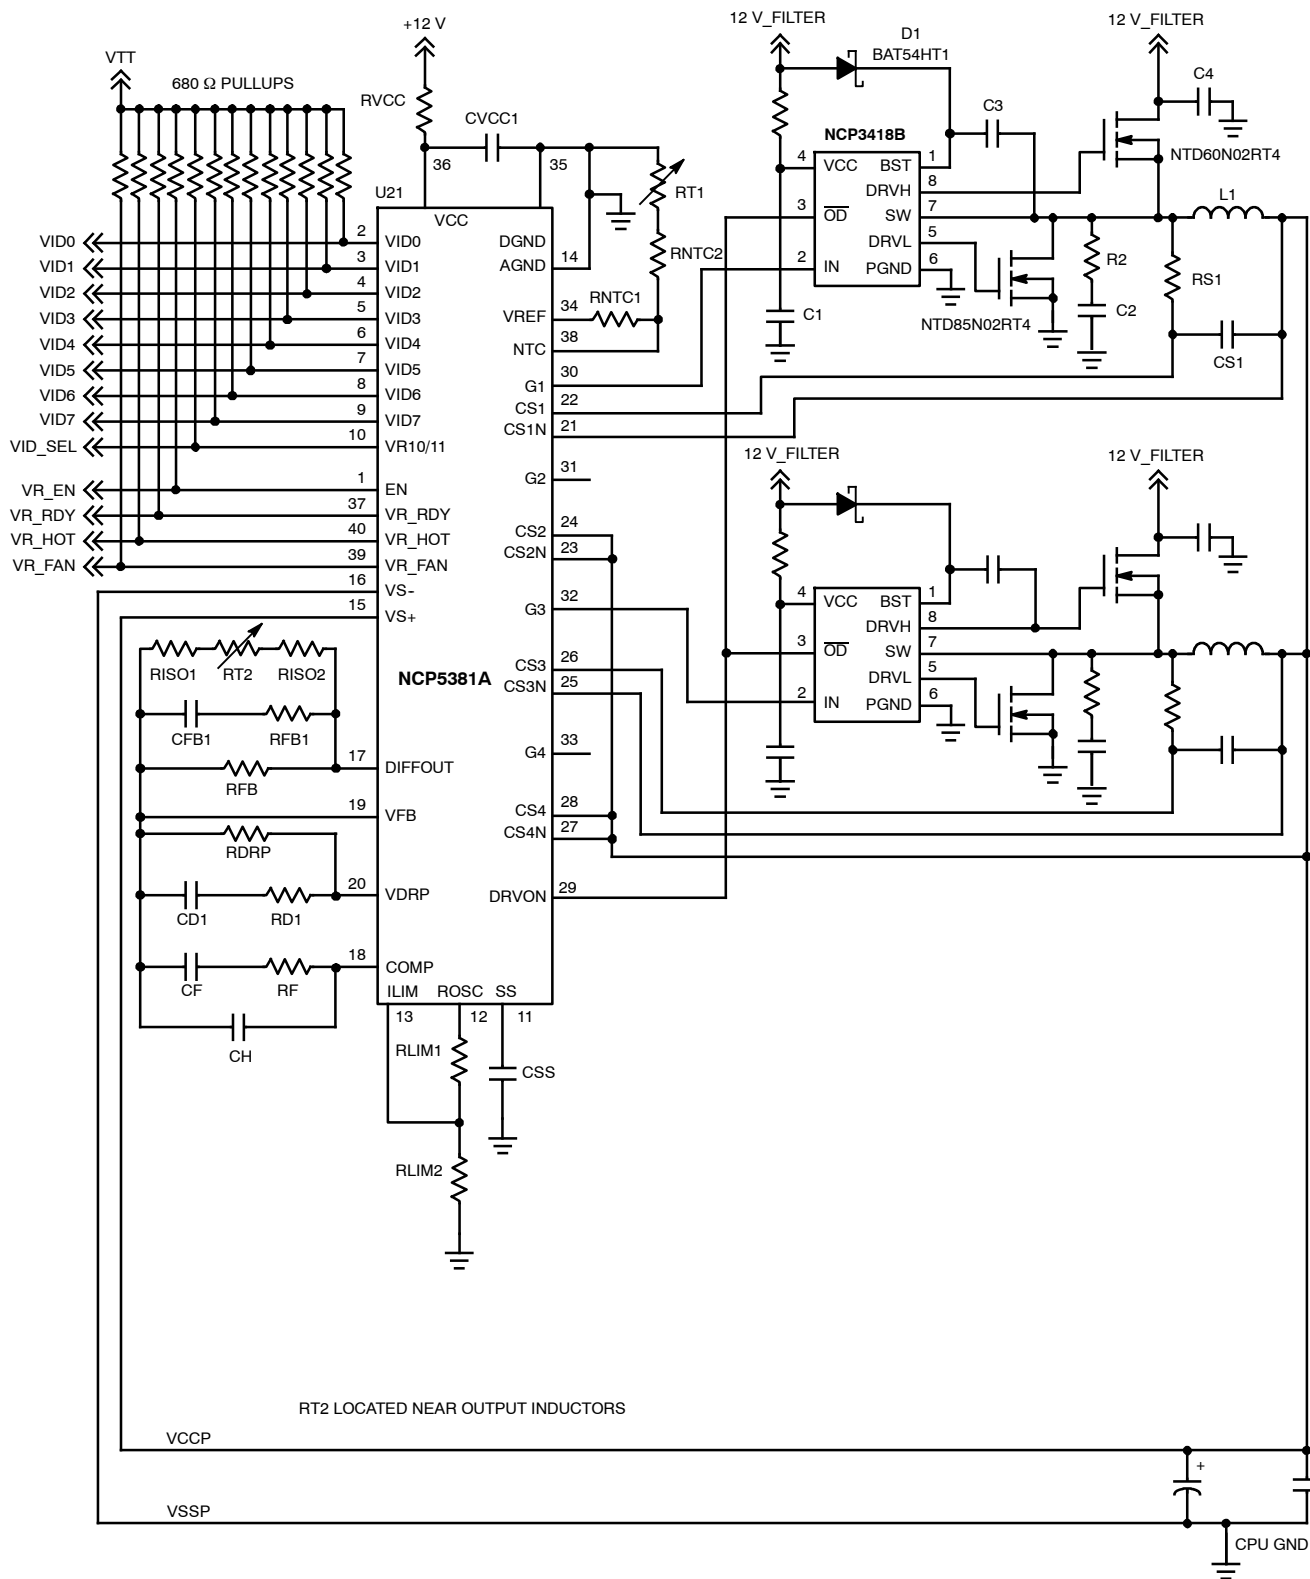 +12 V
12 V_FILTER
D1
BAT54HT1
12 V_FILTER
VTT
680 Ω PULLUPS
RVCC
CVCC1
C4
C3
NCP3418B
NTD60N02RT4
36
35
U21
VCC
RT1
4
VCC
BST
1
DRVH
8
3
OD
SW
7
DRVL
5
2
IN
PGND
6
L1
R2
RS1
C1
NTD85N02RT4
C2
CS1
VID0
2
VID0
DGND
VID1
3
VID1
AGND
14
RNTC2
VID2
4
VID2
RNTC1
VID3
5
VID3
VREF
34
VID4
6
VID4
NTC
38
VID5
7
VID5
G1
30
VID6
8
VID6
CS1
22
VID7
9
VID7
CS1N
21
VID_SEL
10
VR10/11
12 V_FILTER
12 V_FILTER
G2
31
VR_EN
1
EN
VR_RDY
37
VR_RDY
CS2
24
VR_HOT
40
VR_HOT
CS2N
23
VR_FAN
39
VR_FAN
16
VS-
15
VS+
G3
32
4
VCC
BST
1
DRVH
8
3
OD
SW
7
DRVL
5
2
IN
PGND
6
RISO1
RT2
RISO2
NCP5381A
CS3
26
CS3N
25
CFB1
RFB1
G4
33
17
DIFFOUT
RFB
19
VFB
CS4
28
CS4N
27
RDRP
20
VDRP
DRVON
29
CD1
RD1
18
COMP
CF
RF
ILIM
ROSC
SS
13
12
11
CH
RLIM1
CSS
RLIM2
RT2 LOCATED NEAR OUTPUT INDUCTORS
VCCP
+
VSSP
CPU GND